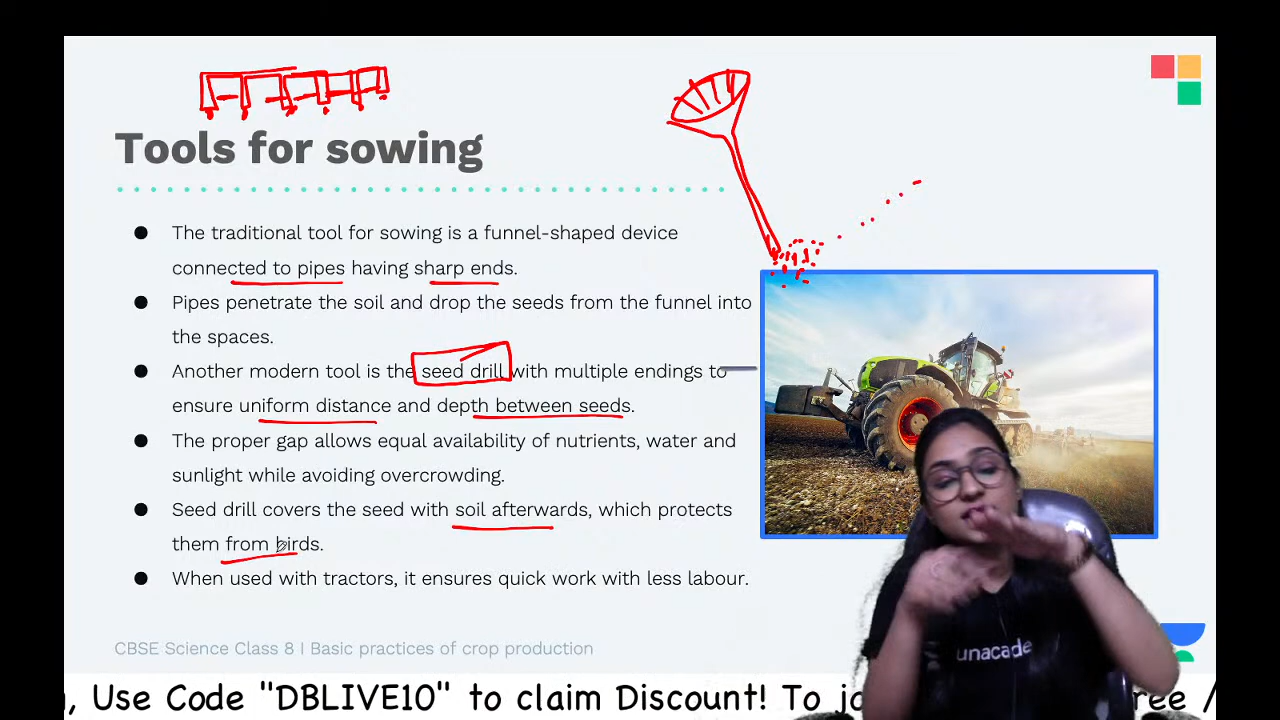 Tools for sowing
The traditional tool for sowing is a funnel-shaped device
connected to pipes having sharp ends.
Pipes penetrate the soil and drop the seeds from the funnel into
the spaces.
Another modern tool is the seed drill with multiple endings to
ensure uniform distance and depth between seeds.
The proper gap allows equal availability of nutrients, water and
sunlight while avoiding overcrowding.
Seed drill covers the seed with soil afterwards, which protects
them from birds.
When used with tractors, it ensures quick work with less labour.
unacade
CBSE Science Class 8 I Basic practices of crop production
, Use Code "DBLIVE10" to claim Discount! To ree /